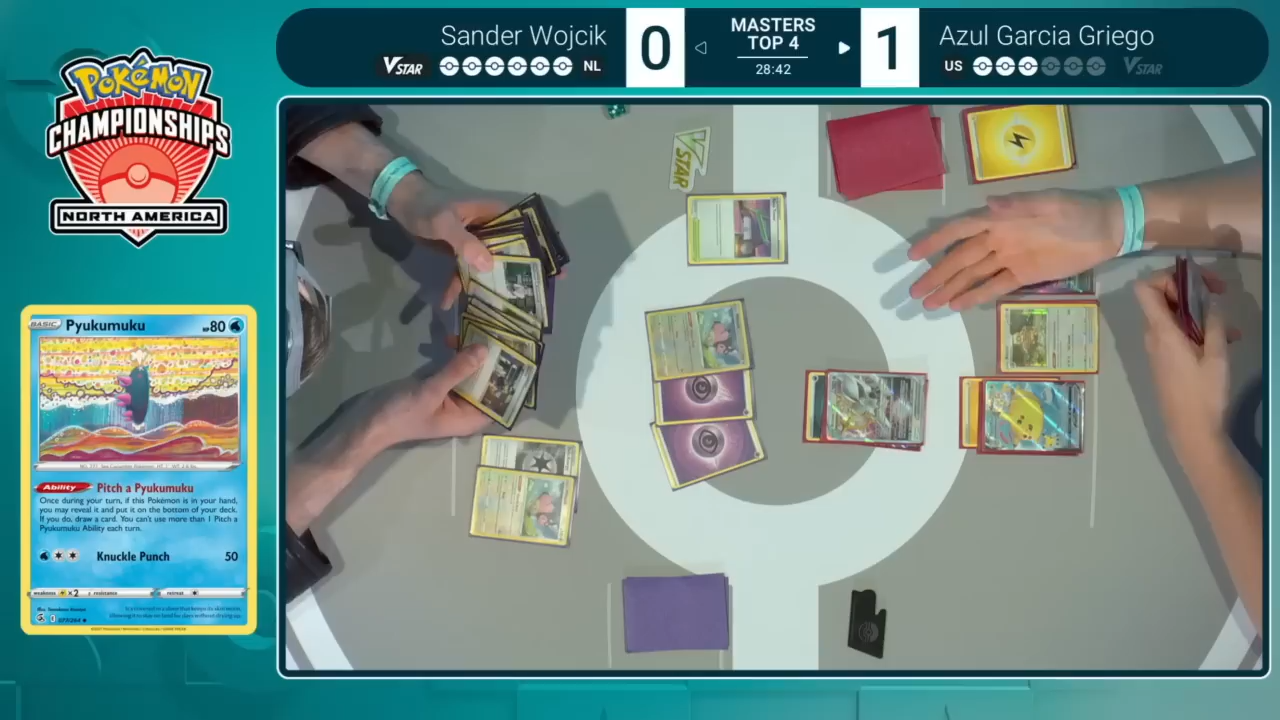 Sander Wojcik
0
MASTERS
TOP 4
28:42
1
Azul Garcia Griego
VSTAR
NL
US
VSTAR
Pokémon
CHAMPIONSHIPS
NORTH AMERICA
VSTAR
BASIC Pyukumuku HP 80
Ability Pitch a Pyukumuku
Once during your turn, if this Pokémon is in your hand,
you may reveal it and put it on the bottom of your deck.
If you do, draw a card. You can't use more than 1 Pitch a
Pyukumuku Ability each turn.
Knuckle Punch 50
weakness ×2 resistance retreat